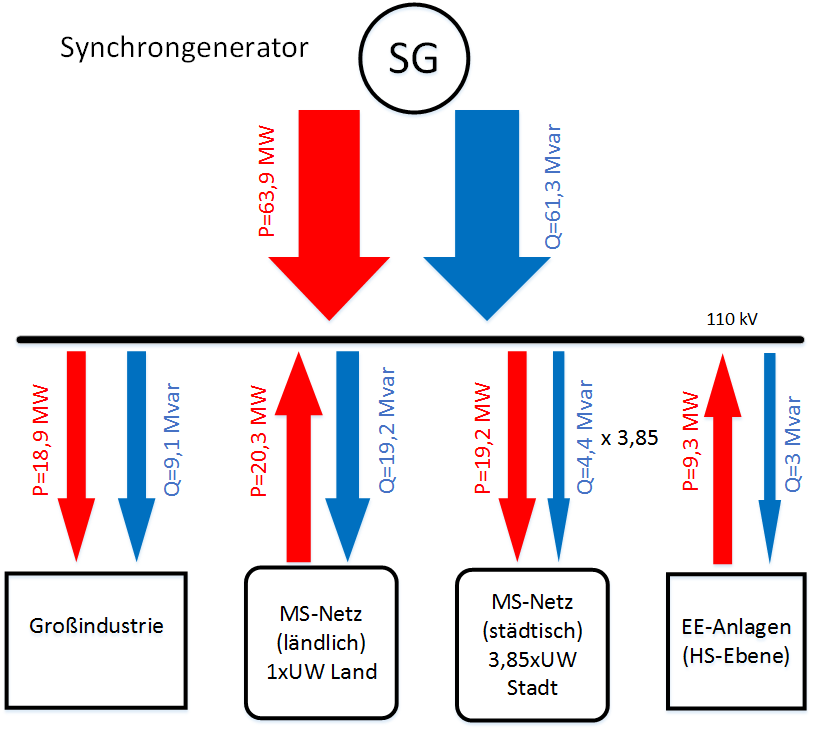 Synchrongenerator
SG
P=63,9 MW
Q=61,3 Mvar
110 kV
P=18,9 MW
Q=9,1 Mvar
P=20,3 MW
Q=19,2 Mvar
P=19,2 MW
Q=4,4 Mvar
x 3,85
P=9,3 MW
Q=3 Mvar
Großindustrie
MS-Netz
(ländlich)
1xUW Land
MS-Netz
(städtisch)
3,85xUW
Stadt
EE-Anlagen
(HS-Ebene)